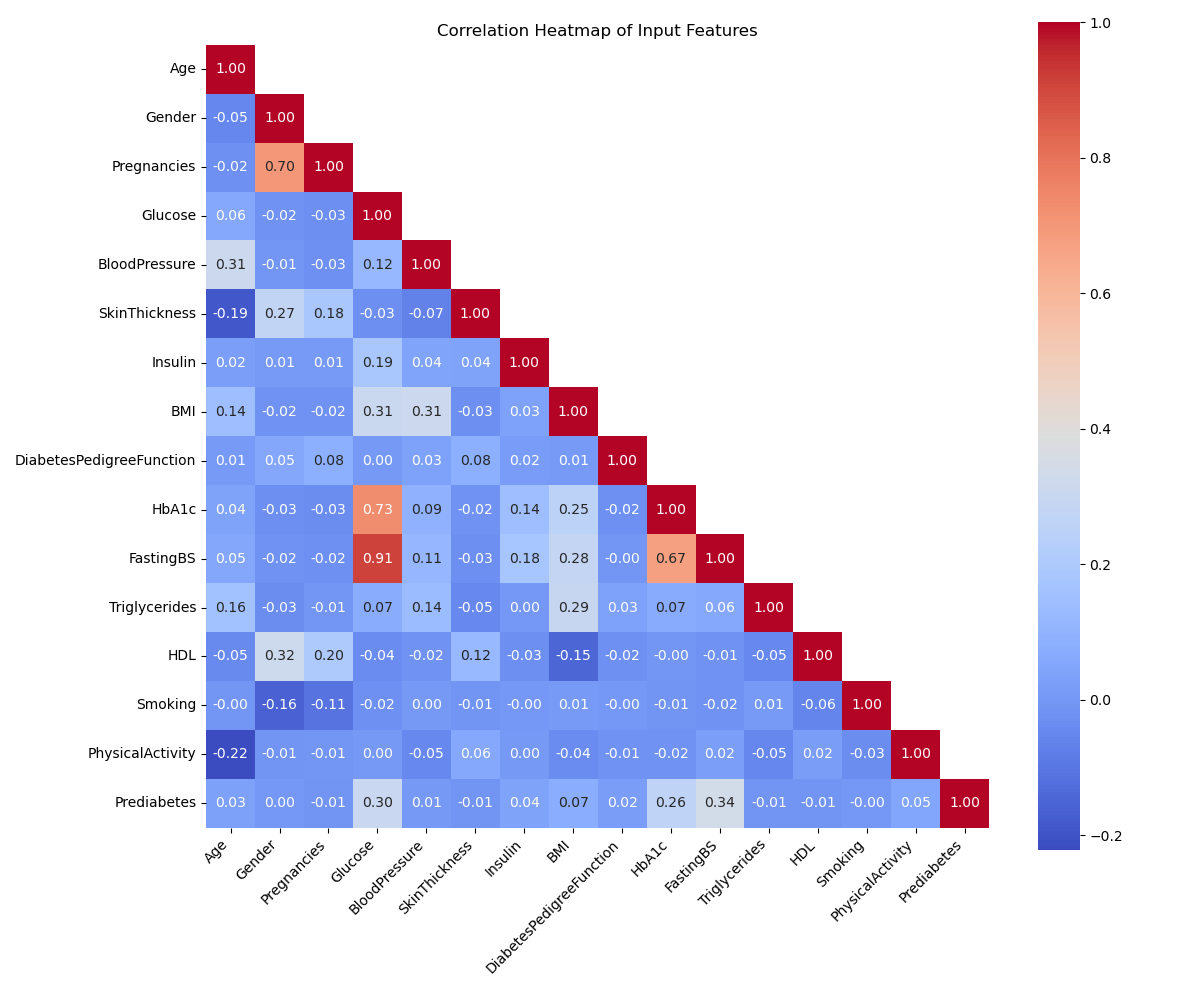 Correlation Heatmap of Input Features
Age 1.00
Gender -0.05 1.00
Pregnancies -0.02 0.70 1.00
Glucose 0.06 -0.02 -0.03 1.00
BloodPressure 0.31 -0.01 -0.03 0.12 1.00
SkinThickness -0.19 0.27 0.18 -0.03 -0.07 1.00
Insulin 0.02 0.01 0.01 0.19 0.04 0.04 1.00
BMI 0.14 -0.02 -0.02 0.31 0.31 -0.03 0.03 1.00
DiabetesPedigreeFunction 0.01 0.05 0.08 0.00 0.03 0.08 0.02 0.01 1.00
HbA1c 0.04 -0.03 -0.03 0.73 0.09 -0.02 0.14 0.25 -0.02 1.00
FastingBS 0.05 -0.02 -0.02 0.91 0.11 -0.03 0.18 0.28 -0.00 0.67 1.00
Triglycerides 0.16 -0.03 -0.01 0.07 0.14 -0.05 0.00 0.29 0.03 0.07 0.06 1.00
HDL -0.05 0.32 0.20 -0.04 -0.02 0.12 -0.03 -0.15 -0.02 -0.00 -0.01 -0.05 1.00
Smoking -0.00 -0.16 -0.11 -0.02 0.00 -0.01 -0.00 0.01 -0.00 -0.01 -0.02 0.01 -0.06 1.00
PhysicalActivity -0.22 -0.01 -0.01 0.00 -0.05 0.06 0.00 -0.04 -0.01 -0.02 0.02 -0.05 0.02 -0.03 1.00
Prediabetes 0.03 0.00 -0.01 0.30 0.01 -0.01 0.04 0.07 0.02 0.26 0.34 -0.01 -0.01 -0.00 0.05 1.00
Age Gender Pregnancies Glucose BloodPressure SkinThickness Insulin BMI DiabetesPedigreeFunction HbA1c FastingBS Triglycerides HDL Smoking PhysicalActivity Prediabetes
1.0
0.8
0.6
0.4
0.2
0.0
−0.2